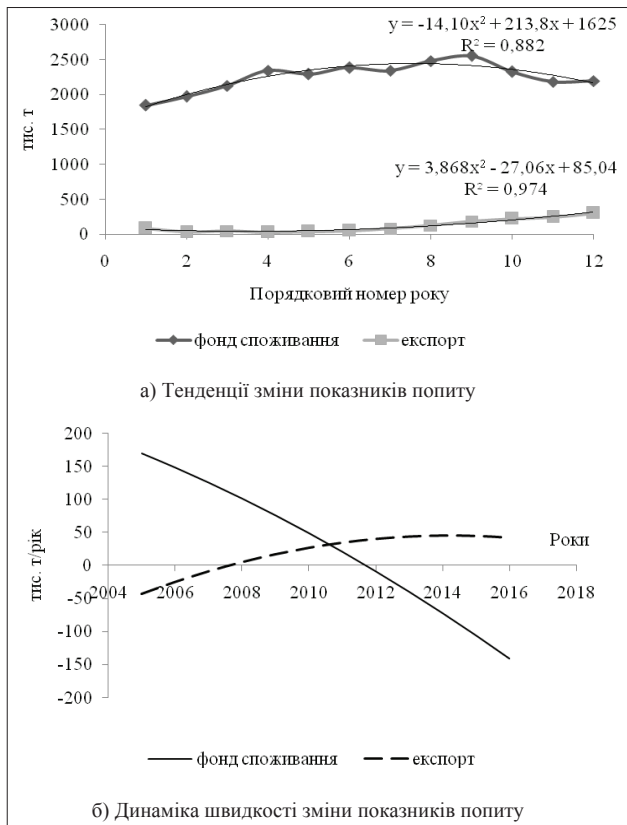 y = -14,10x² + 213,8x + 1625
R² = 0,882
3000
2500
2000
1500
1000
500
0
тис. т
y = 3,868x² - 27,06x + 85,04
R² = 0,974
0 2 4 6 8 10 12
Порядковий номер року
фонд споживання експорт
а) Тенденції зміни показників попиту
200
150
100
50
0
-50
-100
-150
-200
тис. т/рік
Роки
2004 2006 2008 2010 2012 2014 2016 2018
фонд споживання експорт
б) Динаміка швидкості зміни показників попиту